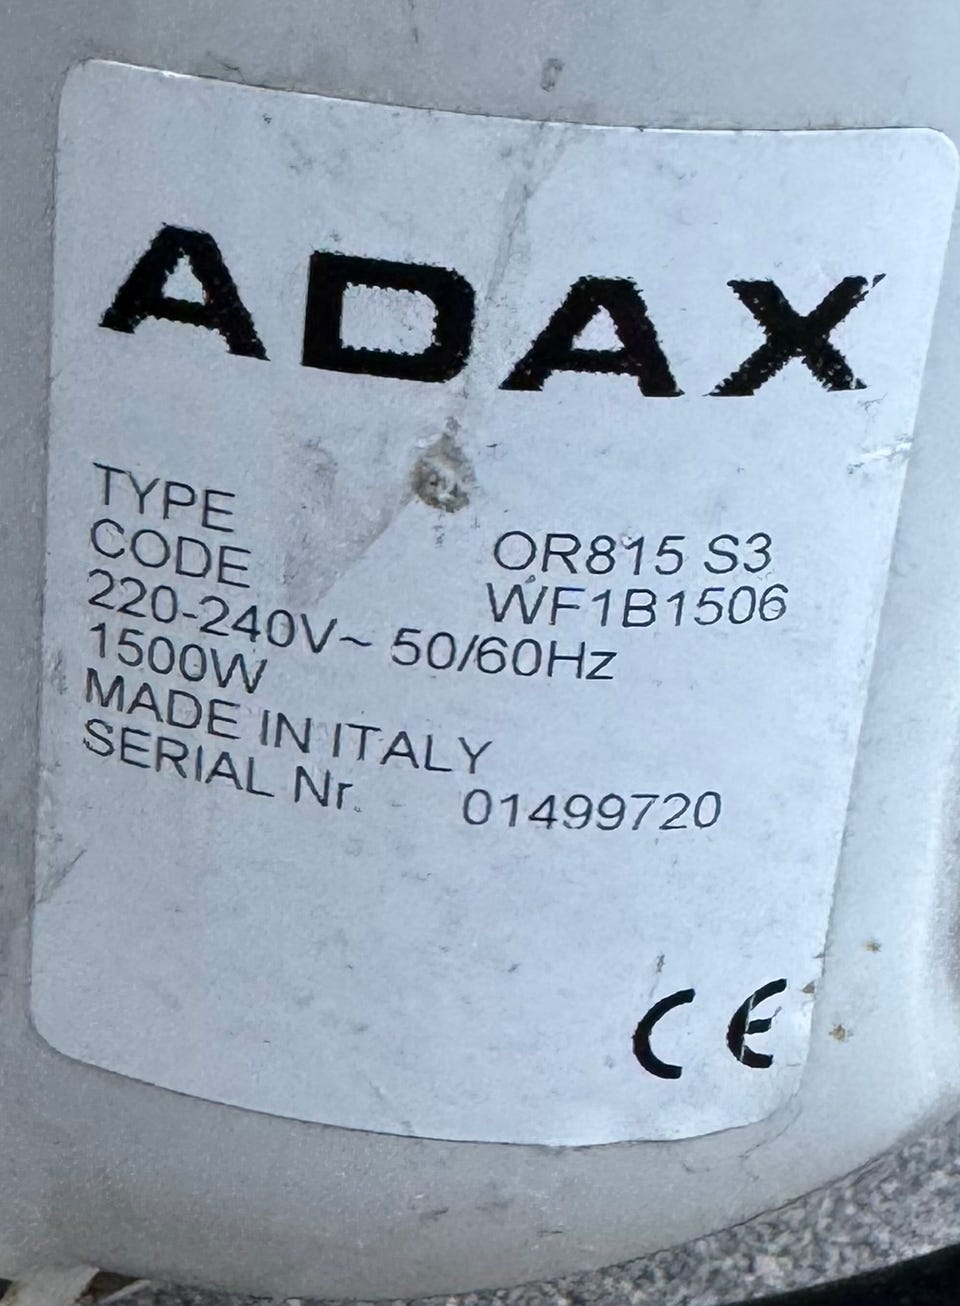 ADAX
TYPE OR815 S3
CODE WF1B1506
220-240V~ 50/60Hz
1500W
MADE IN ITALY
SERIAL Nr. 01499720
CE